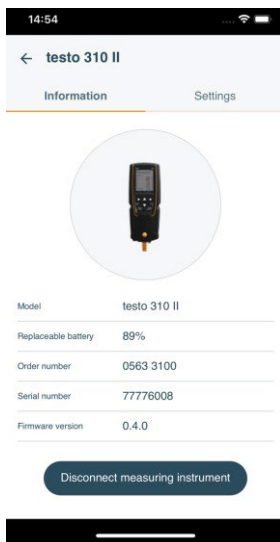 14:54
testo 310 II
Information Settings
Model testo 310 II
Replaceable battery 89%
Order number 0563 3100
Serial number 77776008
Firmware version 0.4.0
Disconnect measuring instrument